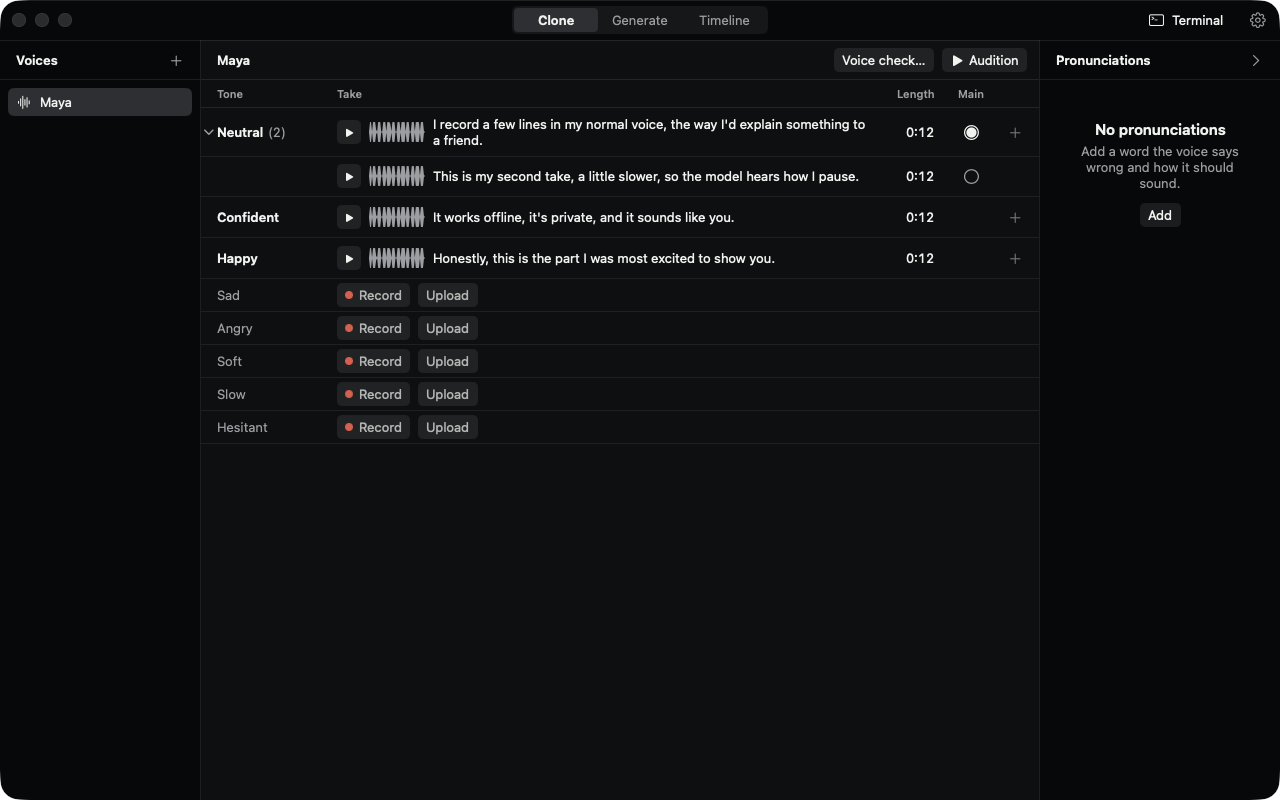 Clone
Generate
Timeline
Terminal
Voices
Maya
Maya
Voice check...
Audition
Pronunciations
Tone
Take
Length
Main
Neutral (2)
I record a few lines in my normal voice, the way I'd explain something to
a friend.
0:12
This is my second take, a little slower, so the model hears how I pause.
0:12
Confident
It works offline, it's private, and it sounds like you.
0:12
Happy
Honestly, this is the part I was most excited to show you.
0:12
Sad
Record
Upload
Angry
Record
Upload
Soft
Record
Upload
Slow
Record
Upload
Hesitant
Record
Upload
No pronunciations
Add a word the voice says
wrong and how it should
sound.
Add